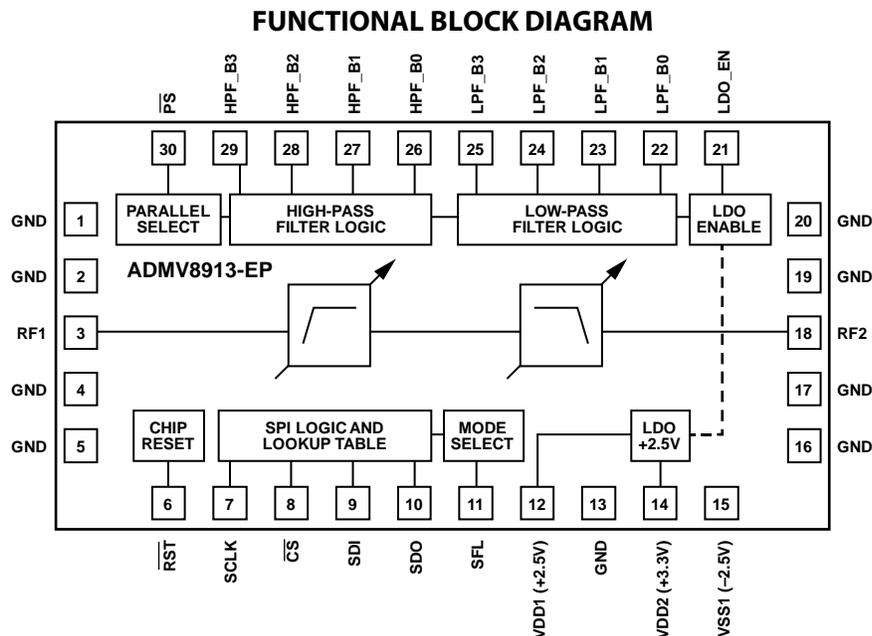 FUNCTIONAL BLOCK DIAGRAM
PS
HPF_B3
HPF_B2
HPF_B1
HPF_B0
LPF_B3
LPF_B2
LPF_B1
LPF_B0
LDO_EN
30
29
28
27
26
25
24
23
22
21
PARALLEL
SELECT
HIGH-PASS
FILTER LOGIC
LOW-PASS
FILTER LOGIC
LDO
ENABLE
GND 1
20 GND
ADMV8913-EP
GND 2
19 GND
RF1 3
18 RF2
GND 4
17 GND
GND 5
16 GND
CHIP
RESET
SPI LOGIC AND
LOOKUP TABLE
MODE
SELECT
LDO
+2.5V
6
7
8
9
10
11
12
13
14
15
RST
SCLK
CS
SDI
SDO
SFL
VDD1 (+2.5V)
GND
VDD2 (+3.3V)
VSS1 (–2.5V)